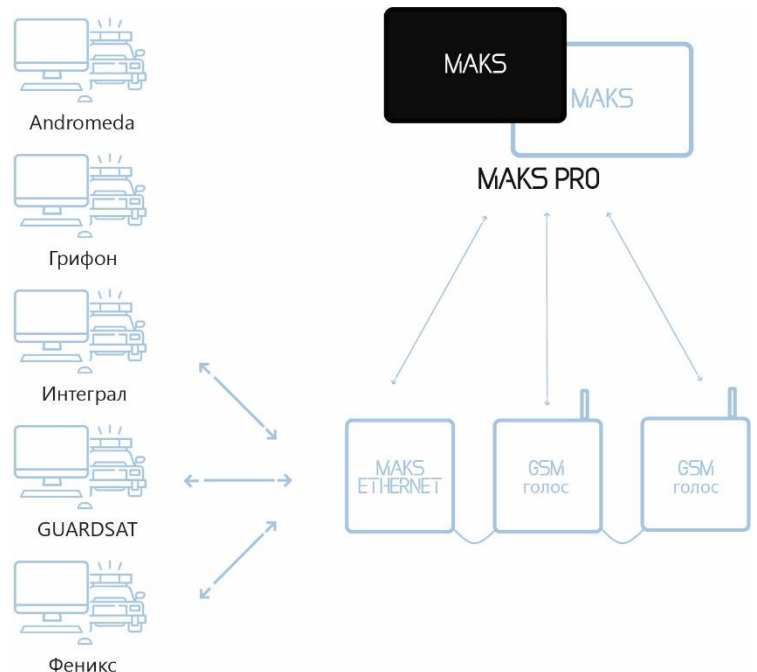 Andromeda
Грифон
Интеграл
GUARDSAT
Феникс
MAKS
MAKS
MAKS PRO
MAKS
ETHERNET
GSM
голос
GSM
голос